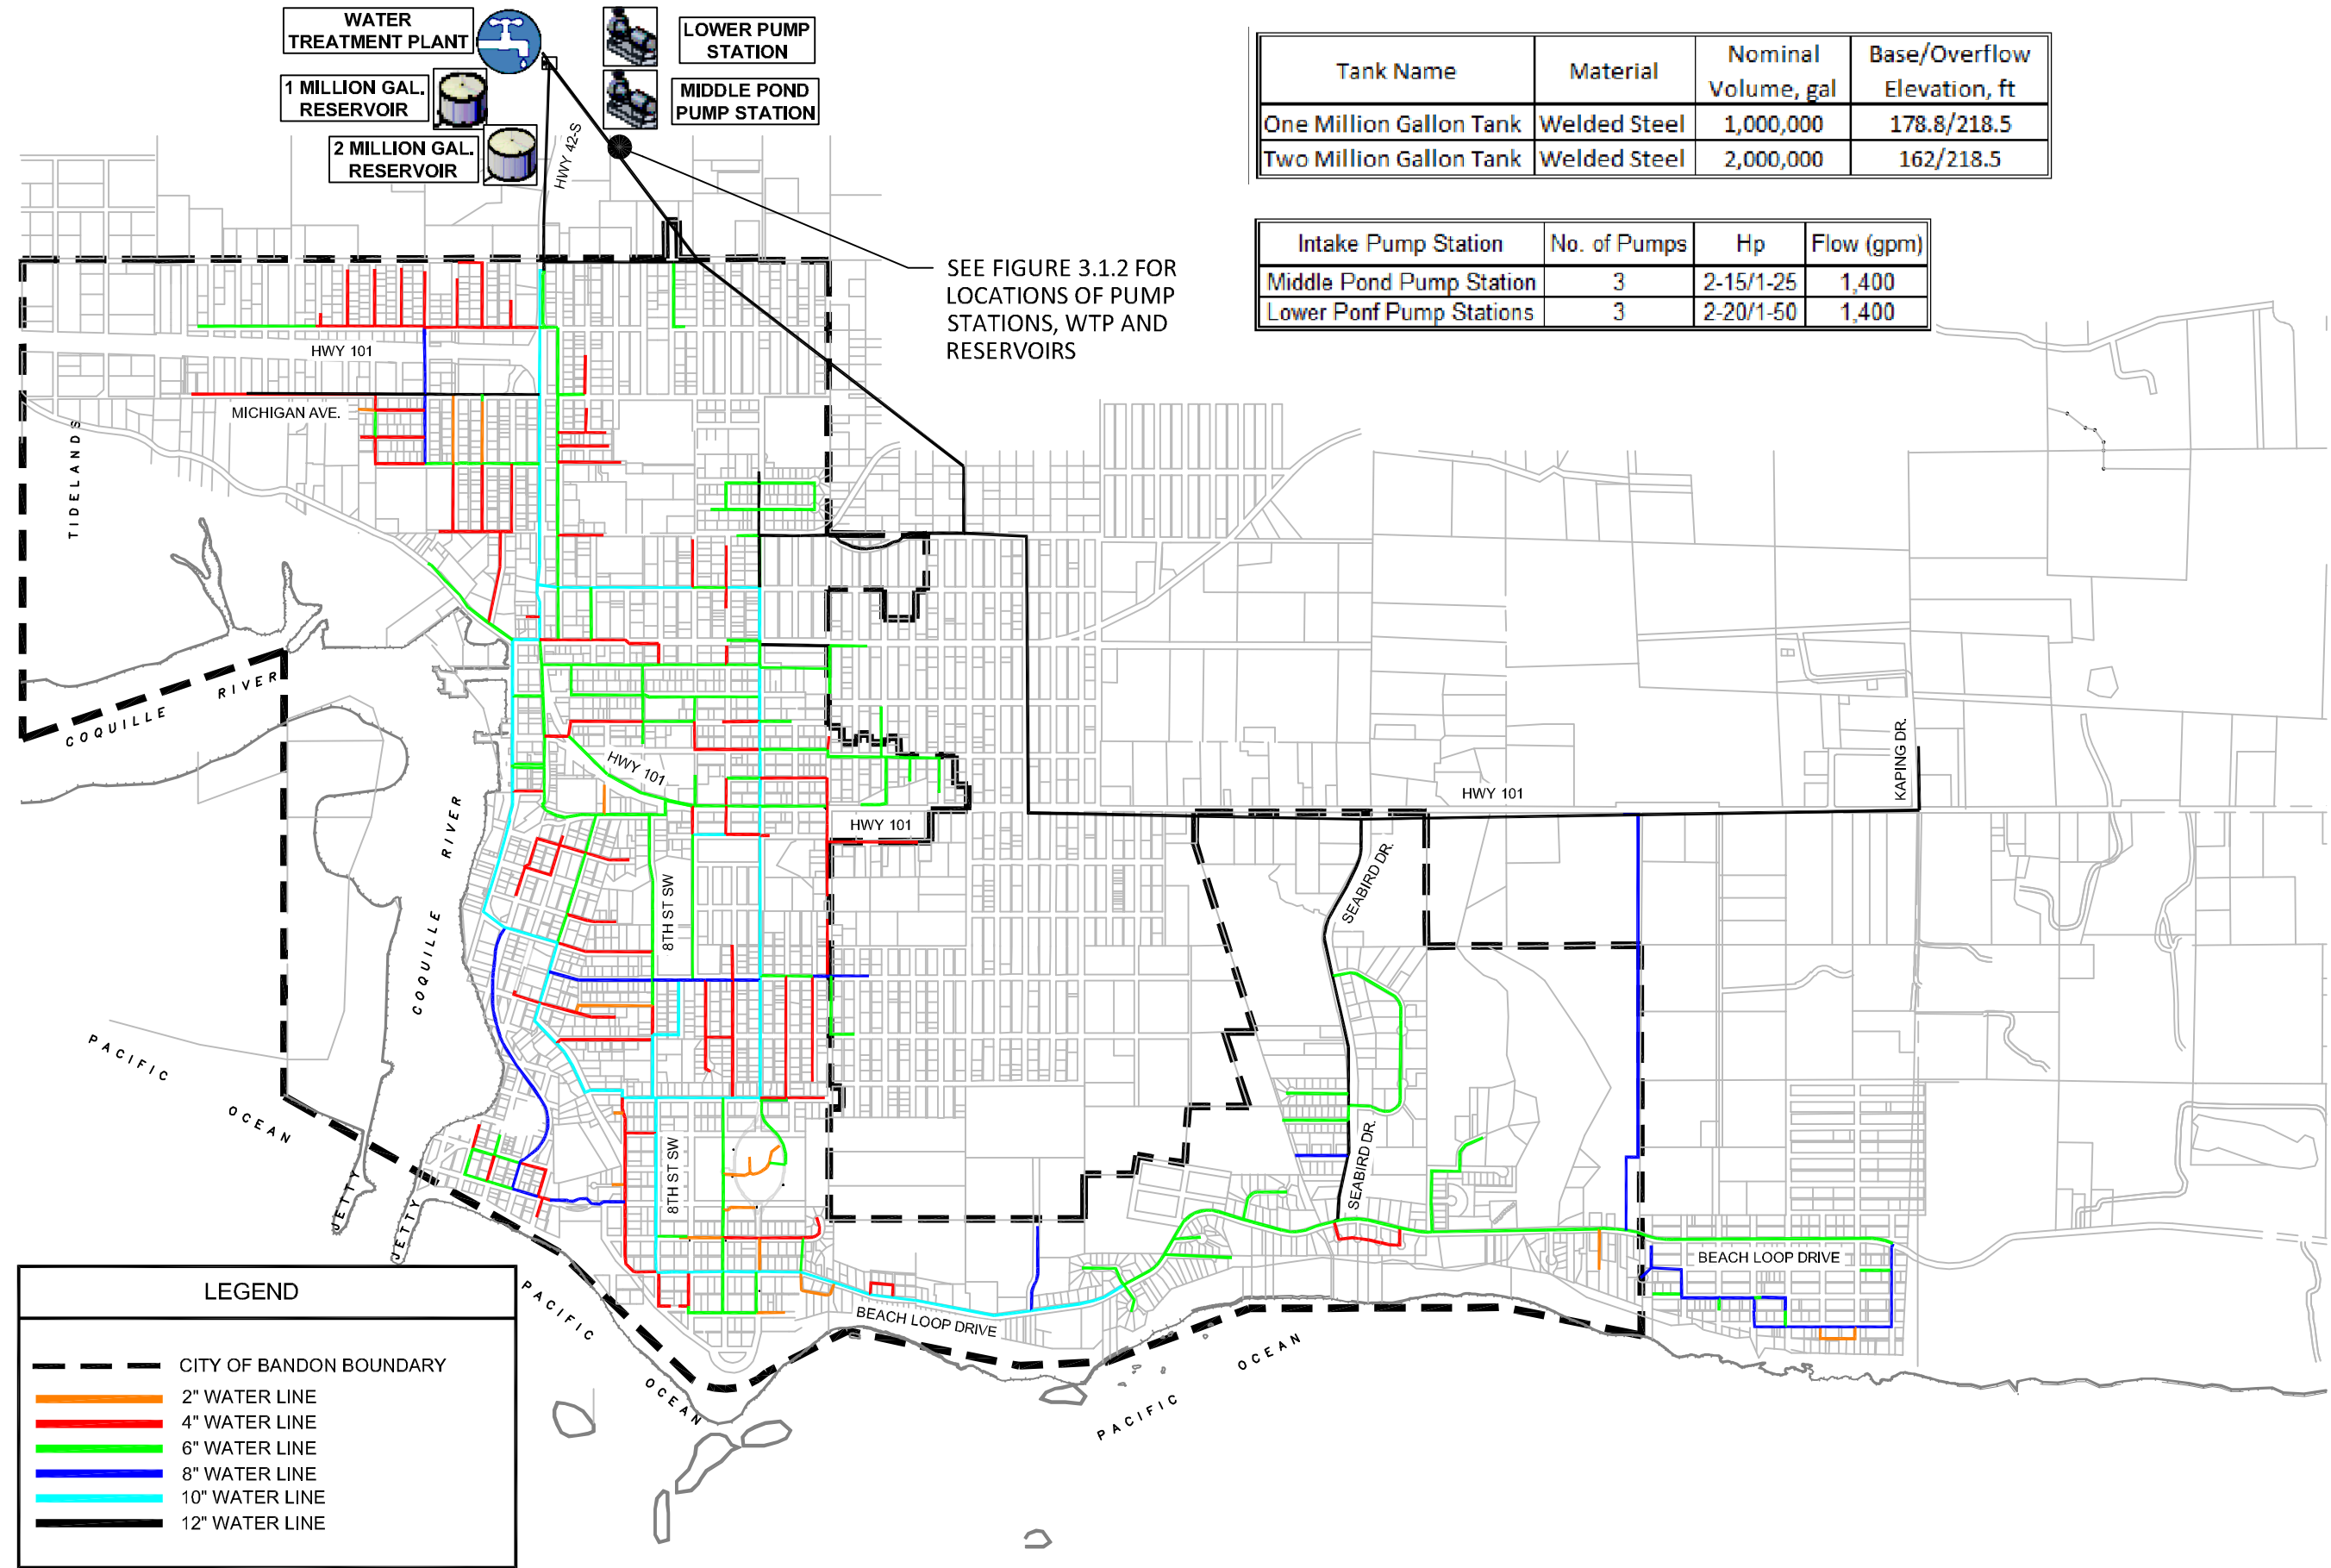 WATER
TREATMENT PLANT
LOWER PUMP
STATION
1 MILLION GAL.
RESERVOIR
MIDDLE POND
PUMP STATION
2 MILLION GAL.
RESERVOIR
HWY 42-S
SEE FIGURE 3.1.2 FOR
LOCATIONS OF PUMP
STATIONS, WTP AND
RESERVOIRS
Tank Name Material Nominal Volume, gal Base/Overflow Elevation, ft
One Million Gallon Tank Welded Steel 1,000,000 178.8/218.5
Two Million Gallon Tank Welded Steel 2,000,000 162/218.5
Intake Pump Station No. of Pumps Hp Flow (gpm)
Middle Pond Pump Station 3 2-15/1-25 1,400
Lower Ponf Pump Stations 3 2-20/1-50 1,400
HWY 101
MICHIGAN AVE.
TIDELANDS
COQUILLE RIVER
HWY 101
COQUILLE RIVER
HWY 101
HWY 101
KAPING DR.
8TH ST SW
SEABIRD DR.
PACIFIC OCEAN
8TH ST SW
SEABIRD DR.
JETTY
JETTY
BEACH LOOP DRIVE
BEACH LOOP DRIVE
PACIFIC OCEAN
PACIFIC OCEAN
LEGEND
CITY OF BANDON BOUNDARY
2" WATER LINE
4" WATER LINE
6" WATER LINE
8" WATER LINE
10" WATER LINE
12" WATER LINE